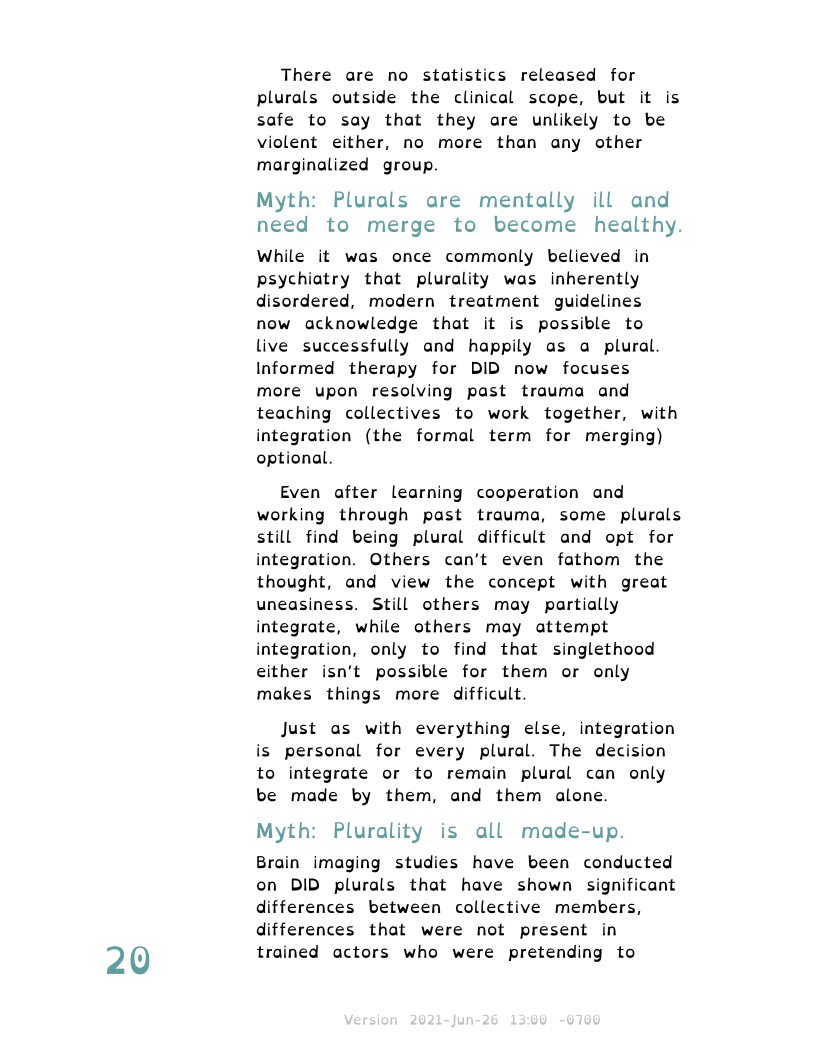 There are no statistics released for
plurals outside the clinical scope, but it is
safe to say that they are unlikely to be
violent either, no more than any other
marginalized group.
Myth: Plurals are mentally ill and
need to merge to become healthy.
While it was once commonly believed in
psychiatry that plurality was inherently
disordered, modern treatment guidelines
now acknowledge that it is possible to
live successfully and happily as a plural.
Informed therapy for DID now focuses
more upon resolving past trauma and
teaching collectives to work together, with
integration (the formal term for merging)
optional.
Even after learning cooperation and
working through past trauma, some plurals
still find being plural difficult and opt for
integration. Others can't even fathom the
thought, and view the concept with great
uneasiness. Still others may partially
integrate, while others may attempt
integration, only to find that singlethood
either isn't possible for them or only
makes things more difficult.
Just as with everything else, integration
is personal for every plural. The decision
to integrate or to remain plural can only
be made by them, and them alone.
Myth: Plurality is all made-up.
Brain imaging studies have been conducted
on DID plurals that have shown significant
differences between collective members,
differences that were not present in
trained actors who were pretending to
20
Version 2021-Jun-26 13:00 -0700